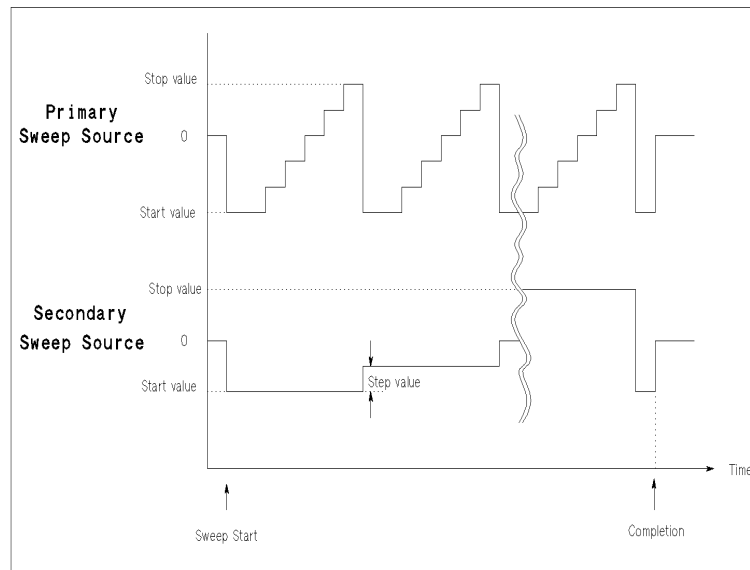 Stop value
Primary
Sweep Source
0
Start value
Stop value
Secondary
Sweep Source
0
Start value
Step value
Time
Sweep Start
Completion